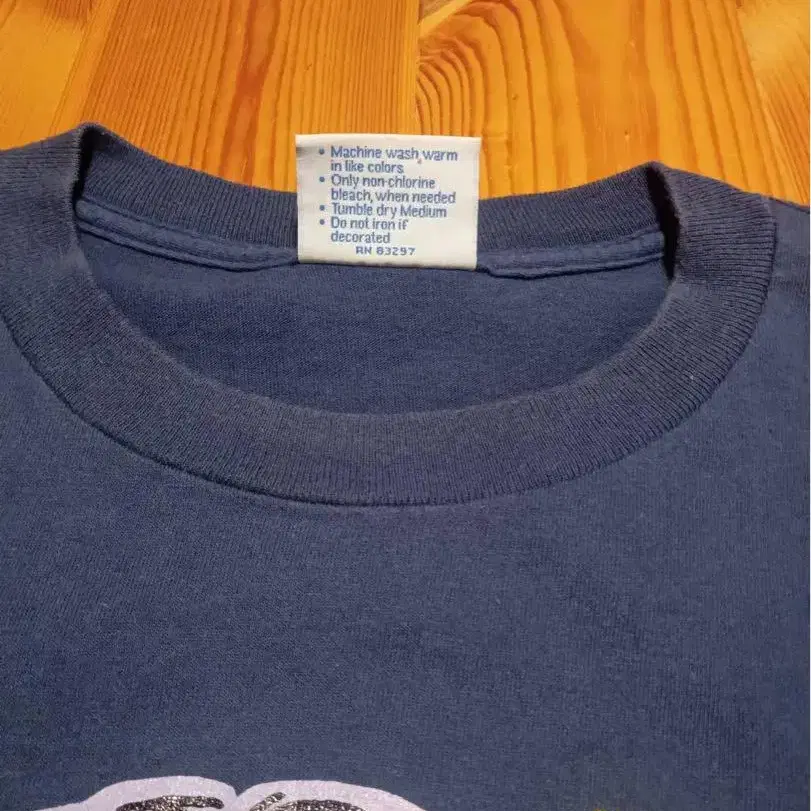 • Machine wash, warm
in like colors
• Only non-chlorine
bleach, when needed
• Tumble dry Medium
• Do not iron if
decorated
RN 83297